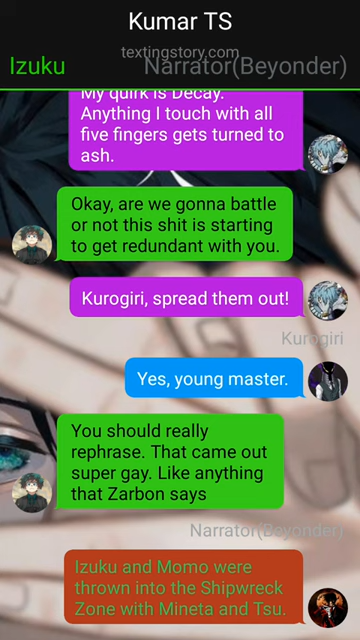 Kumar TS
textingstory.com
Izuku
Narrator(Beyonder)
My quirk is Decay.
Anything I touch with all
five fingers gets turned to
ash.
Okay, are we gonna battle
or not this shit is starting
to get redundant with you.
Kurogiri, spread them out!
Kurogiri
Yes, young master.
You should really
rephrase. That came out
super gay. Like anything
that Zarbon says
Narrator(Beyonder)
Izuku and Momo were
thrown into the Shipwreck
Zone with Mineta and Tsu.